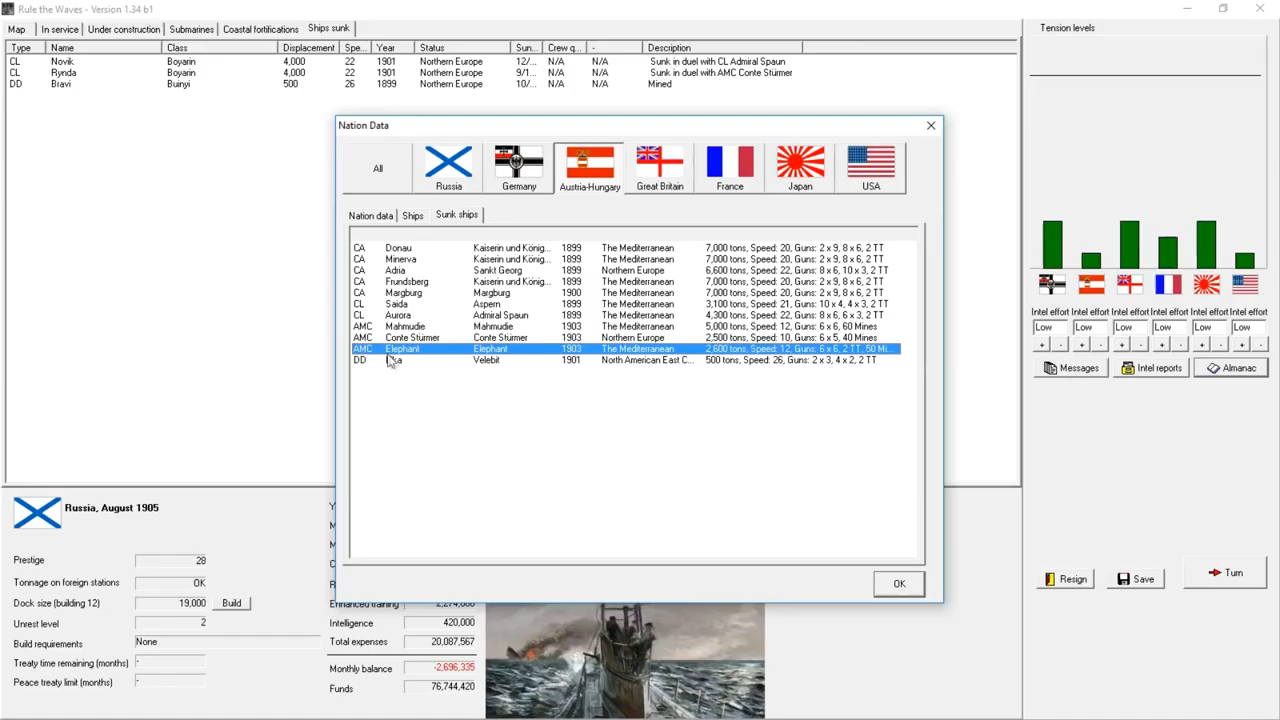 Rule the Waves - Version 1.34 b1
Map In service Under construction Submarines Coastal fortifications Ships sunk
Type Name Class Displacement Spe... Year Status Sun... Crew q... - Description
CL Novik Boyarin 4,000 22 1901 Northern Europe 12/... N/A N/A Sunk in duel with CL Admiral Spaun
CL Rynda Boyarin 4,000 22 1901 Northern Europe 9/1... N/A N/A Sunk in duel with AMC Conte Stürmer
DD Bravi Buinyi 500 26 1899 Northern Europe 10/... N/A N/A Mined
Nation Data
All Russia Germany Austria-Hungary Great Britain France Japan USA
Nation data Ships Sunk ships
CA Donau Kaiserin und König... 1899 The Mediterranean 7,000 tons, Speed: 20, Guns: 2 x 9, 8 x 6, 2 TT
CA Minerva Kaiserin und König... 1899 The Mediterranean 7,000 tons, Speed: 20, Guns: 2 x 9, 8 x 6, 2 TT
CA Adria Sankt Georg 1899 Northern Europe 6,600 tons, Speed: 22, Guns: 8 x 6, 10 x 3, 2 TT
CA Frundsberg Kaiserin und König... 1899 The Mediterranean 7,000 tons, Speed: 20, Guns: 2 x 9, 8 x 6, 2 TT
CA Margburg Margburg 1900 The Mediterranean 7,000 tons, Speed: 20, Guns: 2 x 9, 8 x 6, 2 TT
CL Saida Aspern 1899 The Mediterranean 3,100 tons, Speed: 21, Guns: 10 x 4, 4 x 3, 2 TT
CL Aurora Admiral Spaun 1899 The Mediterranean 4,300 tons, Speed: 22, Guns: 8 x 6, 6 x 3, 2 TT
AMC Mahmudie Mahmudie 1903 The Mediterranean 5,000 tons, Speed: 12, Guns: 6 x 6, 60 Mines
AMC Conte Stürmer Conte Stürmer 1903 Northern Europe 2,500 tons, Speed: 10, Guns: 6 x 5, 40 Mines
AMC Elephant Elephant 1903 The Mediterranean 2,600 tons, Speed: 12, Guns: 6 x 6, 2 TT, 50 Mi...
DD Velebit 1901 North American East C... 500 tons, Speed: 26, Guns: 2 x 3, 4 x 2, 2 TT
OK
Tension levels
Intel effort Intel effort Intel effort Intel effort Intel effort Intel effort
Low Low Low Low Low Low
+ - + - + - + - + - + -
Messages Intel reports Almanac
Russia, August 1905
Prestige 28
Tonnage on foreign stations OK
Dock size (building 12) 19,000 Build
Unrest level 2
Build requirements None
Treaty time remaining (months) -
Peace treaty limit (months) -
Enhanced training 2,274,000
Intelligence 420,000
Total expenses 20,087,567
Monthly balance -2,696,335
Funds 76,744,420
Resign Save Turn